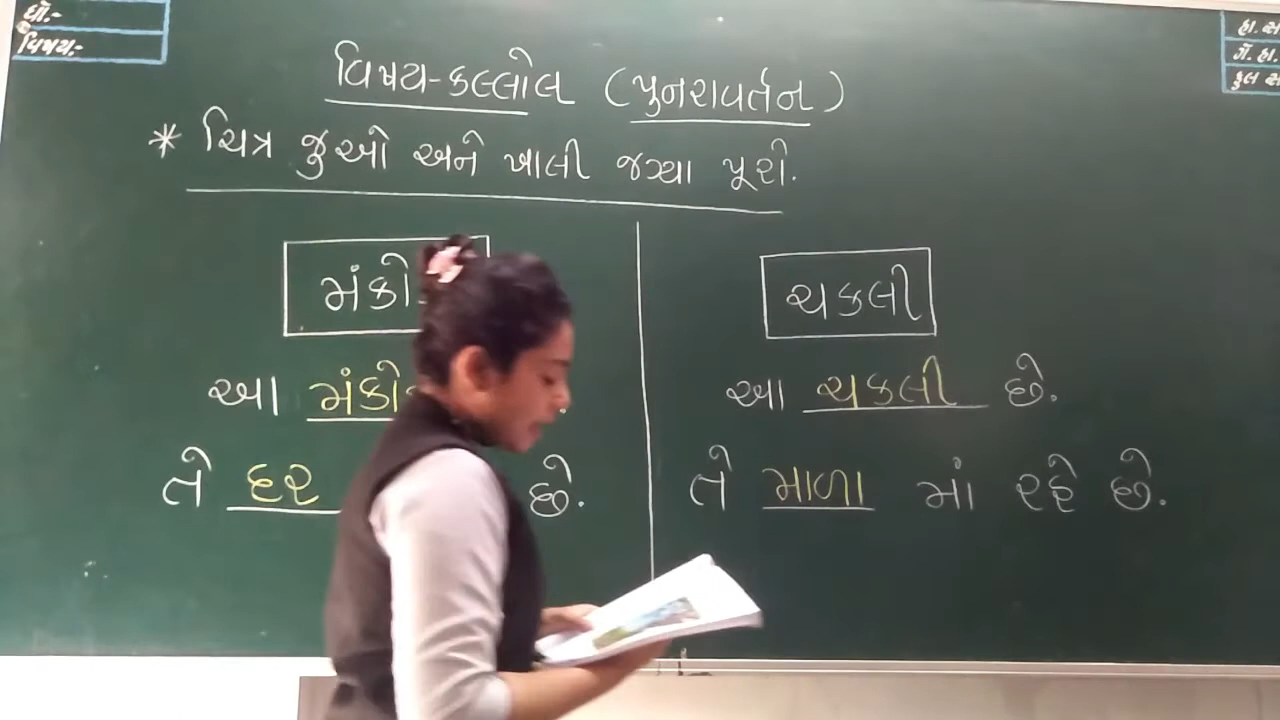 ધો.-
વિષય:-
હા.
ગૈ. હા.
કુલ
વિષય-કલ્લોલ (પુનરાવર્તન)
* ચિત્ર જુઓ અને ખાલી જગ્યા પૂરો.
ચકલી
આ
આ ચકલી છે.
તે દર છે.
તે માળા માં રહે છે.